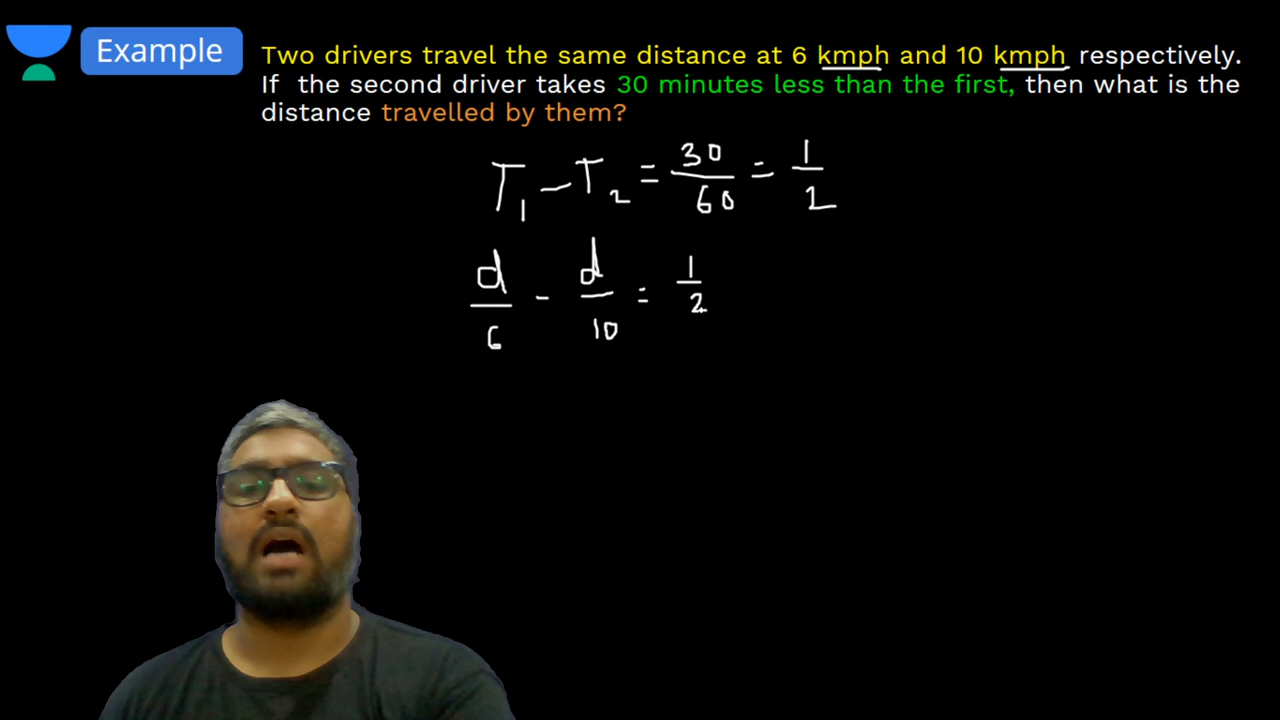 Example
Two drivers travel the same distance at 6 kmph and 10 kmph respectively.
If the second driver takes 30 minutes less than the first, then what is the
distance travelled by them?
T₁ - T₂ = 30/60 = 1/2
d/6 - d/10 = 1/2